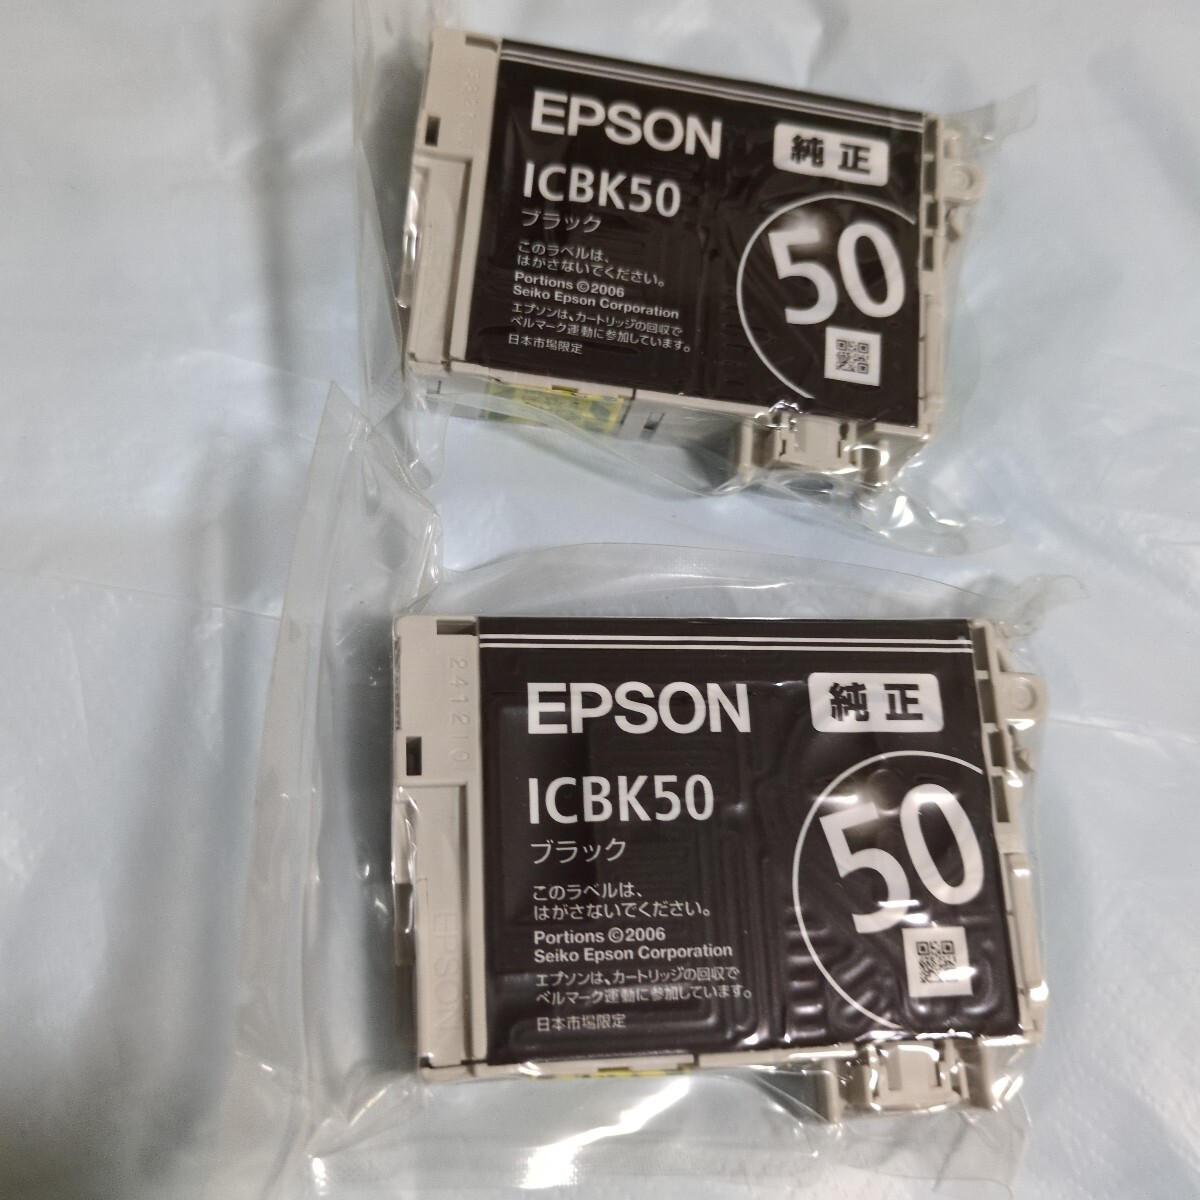 EPSON
純正
ICBK50
ブラック
50
このラベルは、
はがさないでください。
Portions ©2006
Seiko Epson Corporation
エプソンは、カートリッジの回収で
ベルマーク運動に参加しています。
日本市場限定
241210
EPSON
純正
ICBK50
ブラック
50
このラベルは、
はがさないでください。
Portions ©2006
Seiko Epson Corporation
エプソンは、カートリッジの回収で
ベルマーク運動に参加しています。
日本市場限定
EPSON